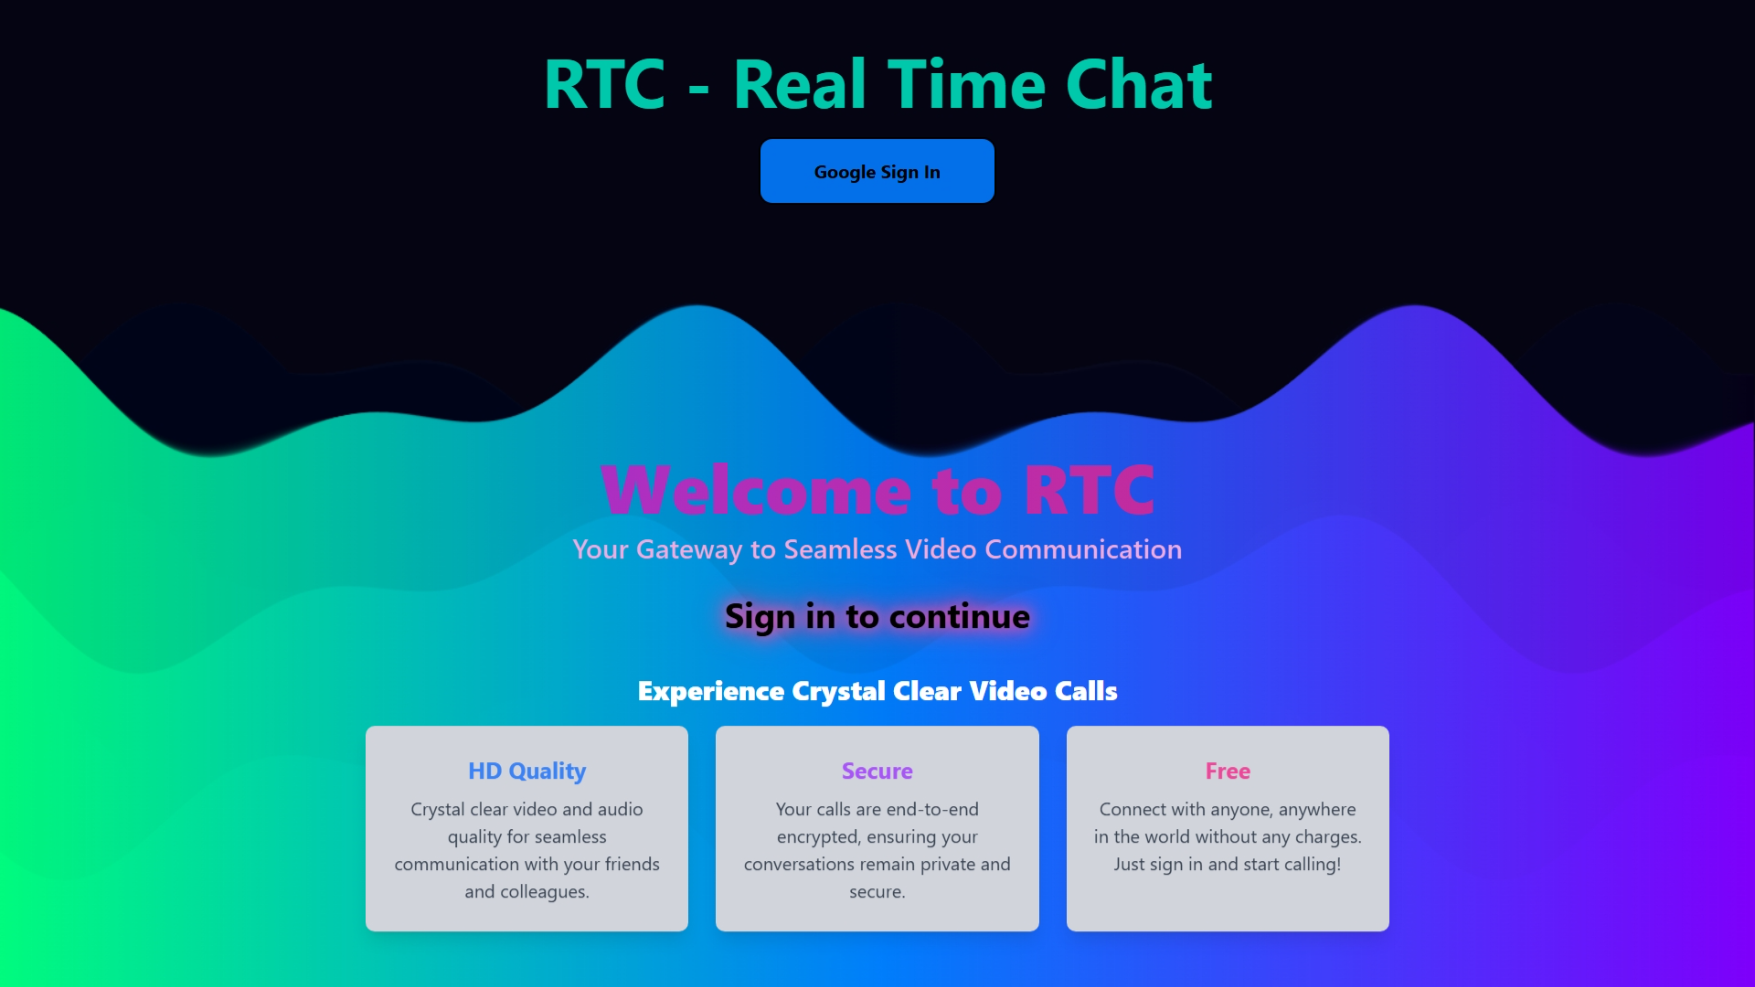 RTC - Real Time Chat
Google Sign In
Welcome to RTC
Your Gateway to Seamless Video Communication
Sign in to continue
Experience Crystal Clear Video Calls
HD Quality
Crystal clear video and audio
quality for seamless
communication with your friends
and colleagues.
Secure
Your calls are end-to-end
encrypted, ensuring your
conversations remain private and
secure.
Free
Connect with anyone, anywhere
in the world without any charges.
Just sign in and start calling!